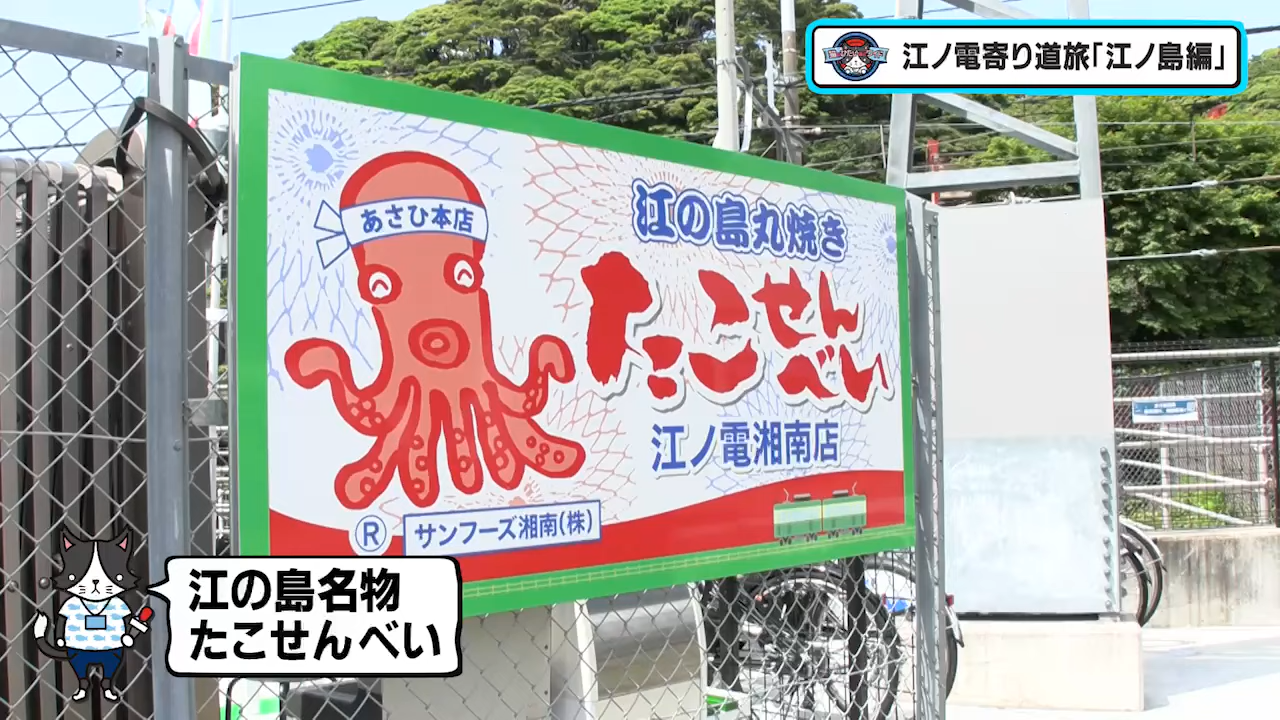 江ノ電寄り道旅「江ノ島編」
あさひ本店
江の島丸焼き
たこせんべい
江ノ電湘南店
® サンフーズ湘南(株)
江の島名物
たこせんべい